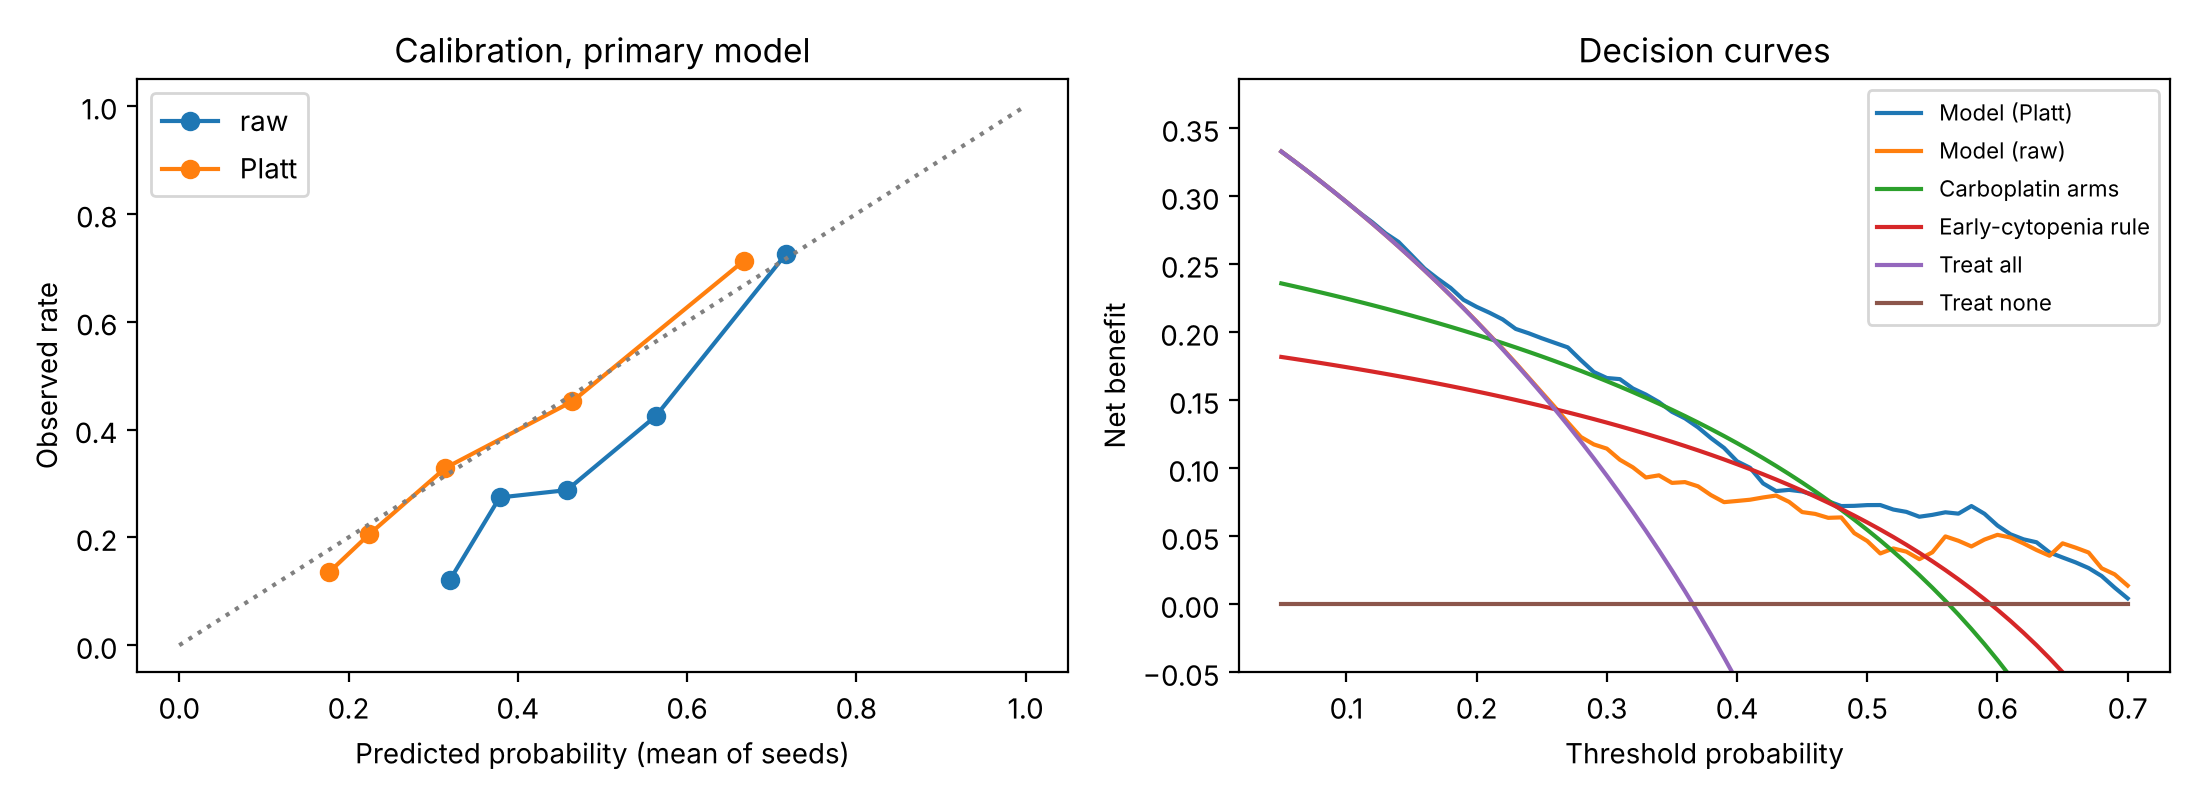 Calibration, primary model
raw
Platt
1.0
0.8
0.6
0.4
0.2
0.0
Observed rate
0.0 0.2 0.4 0.6 0.8 1.0
Predicted probability (mean of seeds)
Decision curves
Model (Platt)
Model (raw)
Carboplatin arms
Early-cytopenia rule
Treat all
Treat none
0.35
0.30
0.25
0.20
0.15
0.10
0.05
0.00
−0.05
Net benefit
0.1 0.2 0.3 0.4 0.5 0.6 0.7
Threshold probability